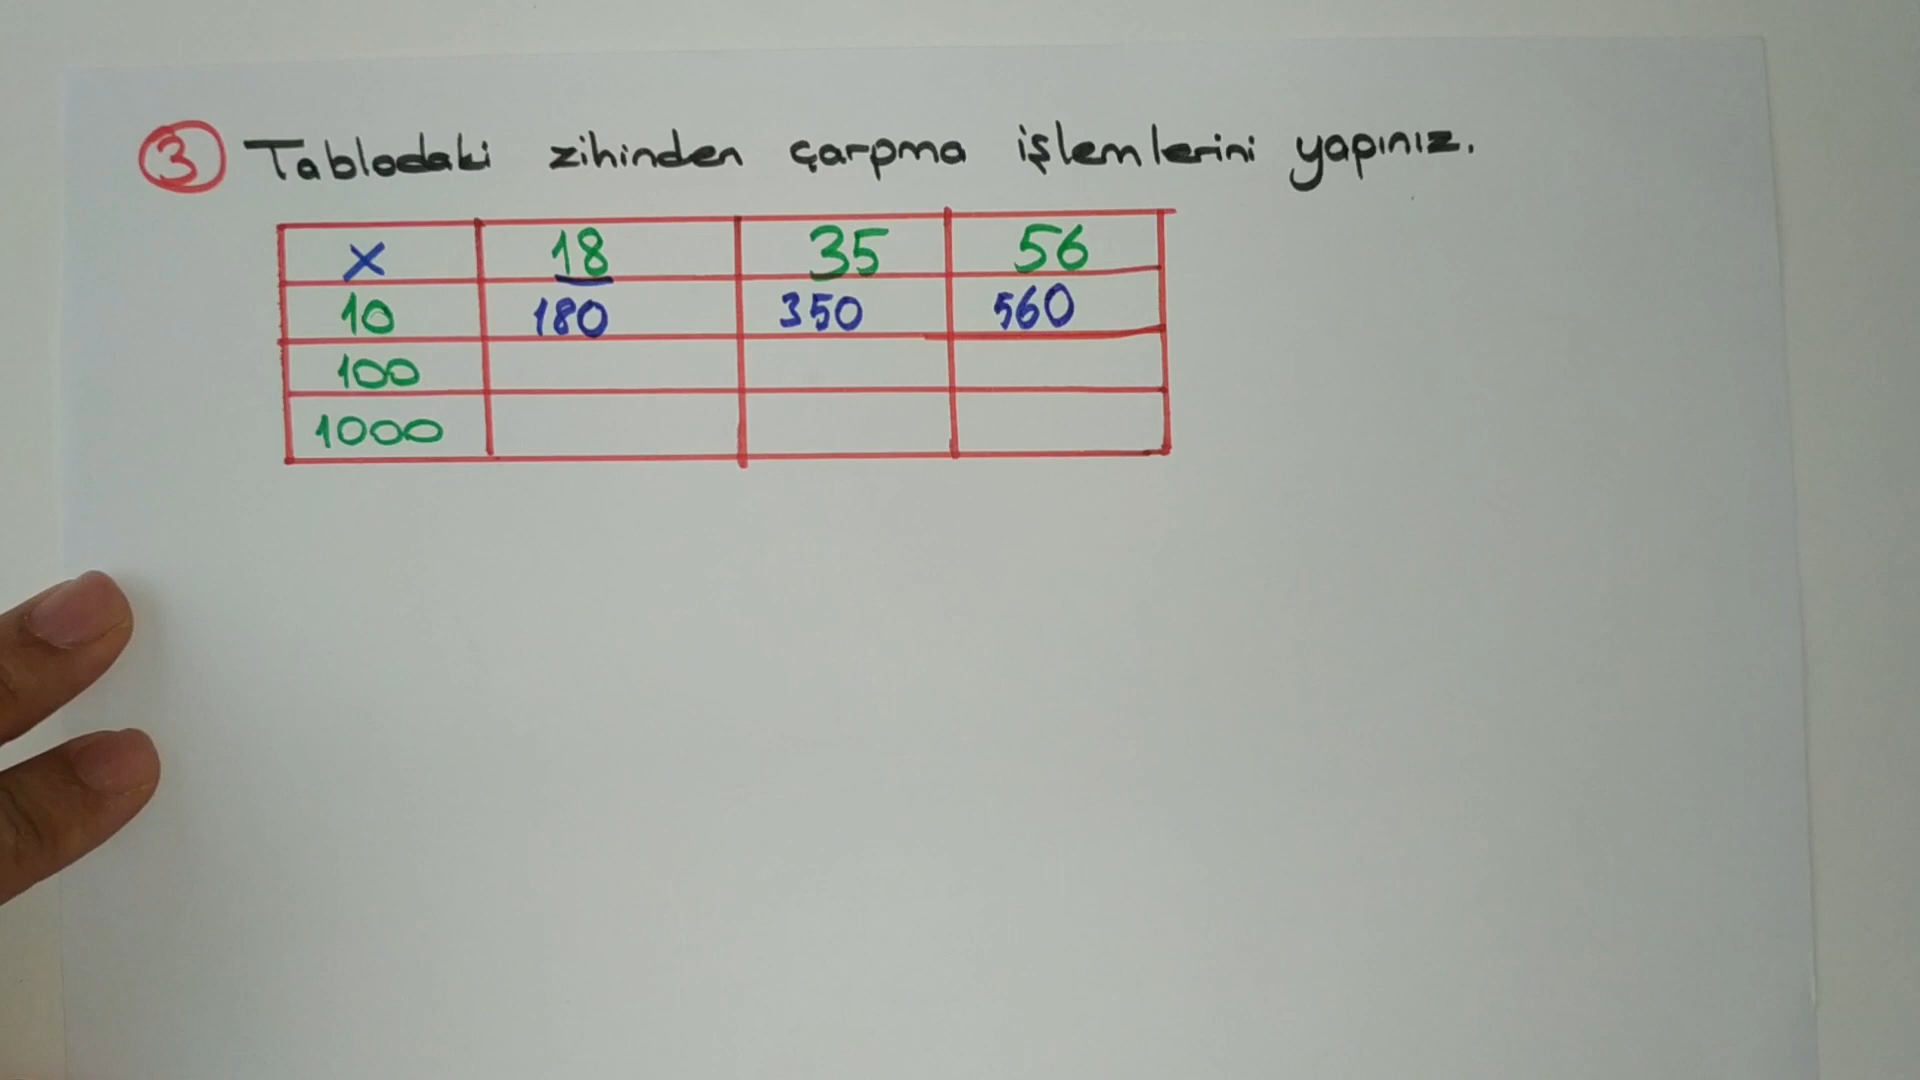 3 Tablodaki zihinden çarpma işlemlerini yapınız.
x 18 35 56
10 180 350 560
100
1000